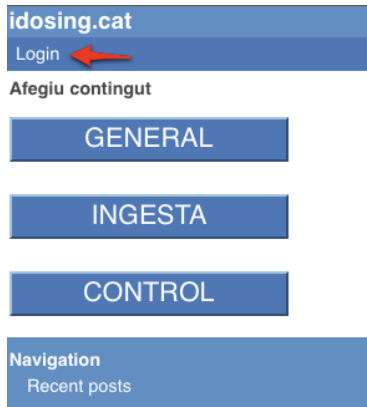 idosing.cat
Login
Afegiu contingut
GENERAL
INGESTA
CONTROL
Navigation
Recent posts